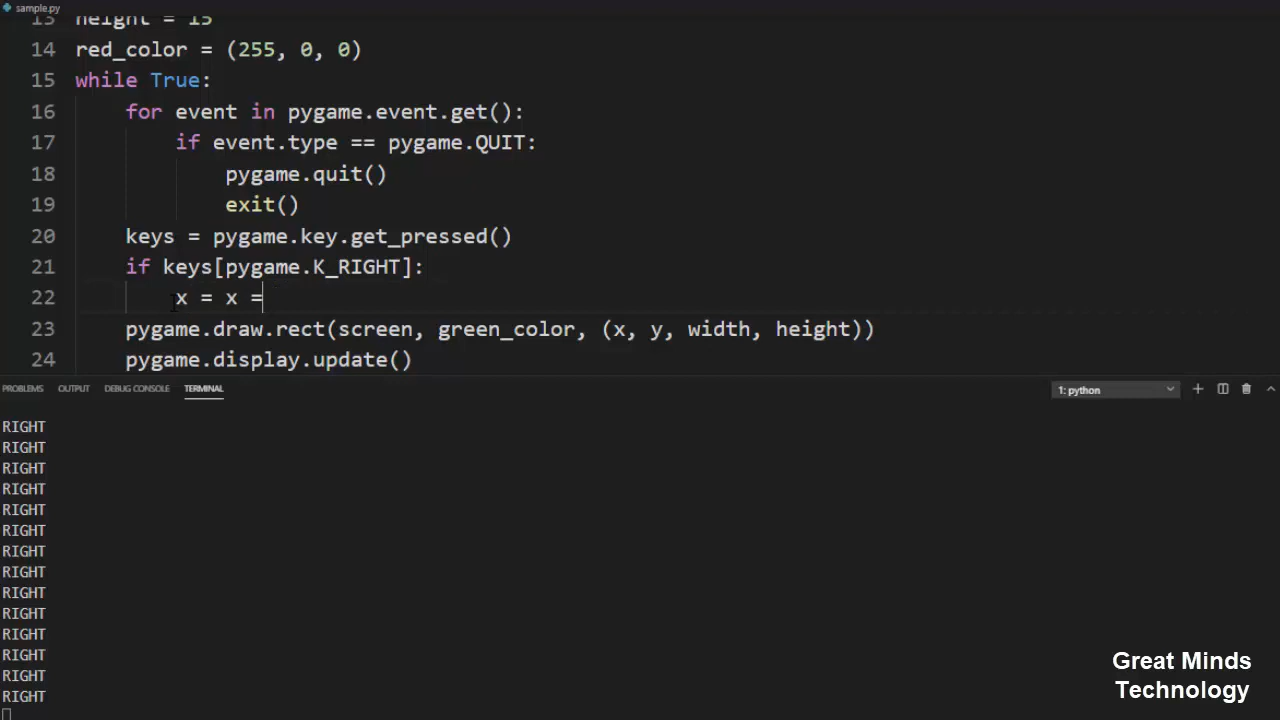 sample.py
13 height = 15
14 red_color = (255, 0, 0)
15 while True:
16 for event in pygame.event.get():
17 if event.type == pygame.QUIT:
18 pygame.quit()
19 exit()
20 keys = pygame.key.get_pressed()
21 if keys[pygame.K_RIGHT]:
22 x = x =
23 pygame.draw.rect(screen, green_color, (x, y, width, height))
24 pygame.display.update()
PROBLEMS OUTPUT DEBUG CONSOLE TERMINAL 1: python
RIGHT
RIGHT
RIGHT
RIGHT
RIGHT
RIGHT
RIGHT
RIGHT
RIGHT
RIGHT
RIGHT
RIGHT
RIGHT
RIGHT
Great Minds
Technology